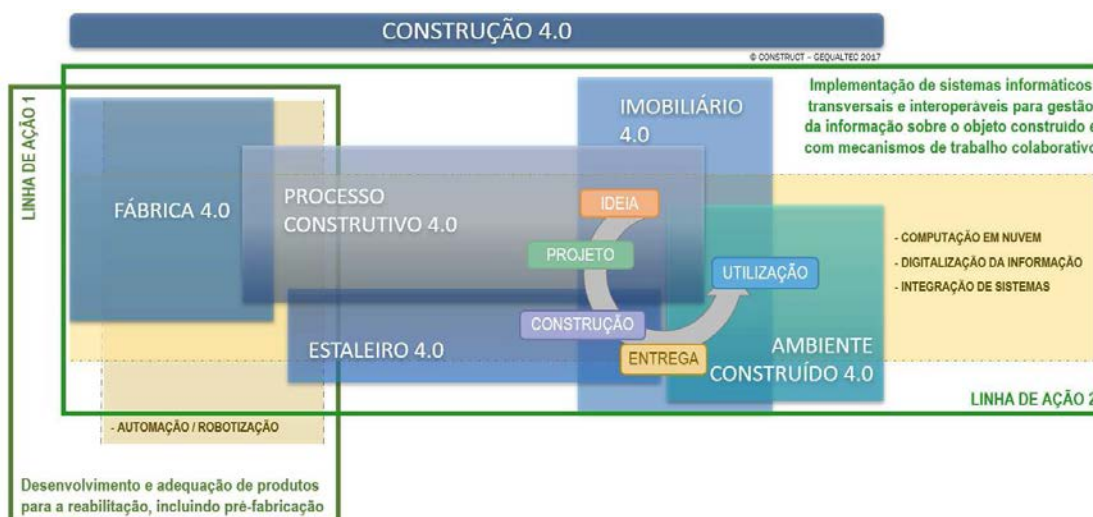 CONSTRUÇÃO 4.0
© CONSTRUCT – GEQUALTEC 2017
LINHA DE AÇÃO 1
FÁBRICA 4.0
PROCESSO
CONSTRUTIVO 4.0
IMOBILIÁRIO
4.0
Implementação de sistemas informáticos
transversais e interoperáveis para gestão
da informação sobre o objeto construído e
com mecanismos de trabalho colaborativo
IDEIA
PROJETO
CONSTRUÇÃO
ENTREGA
UTILIZAÇÃO
- COMPUTAÇÃO EM NUVEM
- DIGITALIZAÇÃO DA INFORMAÇÃO
- INTEGRAÇÃO DE SISTEMAS
ESTALEIRO 4.0
AMBIENTE
CONSTRUÍDO 4.0
LINHA DE AÇÃO 2
- AUTOMAÇÃO / ROBOTIZAÇÃO
Desenvolvimento e adequação de produtos
para a reabilitação, incluindo pré-fabricação